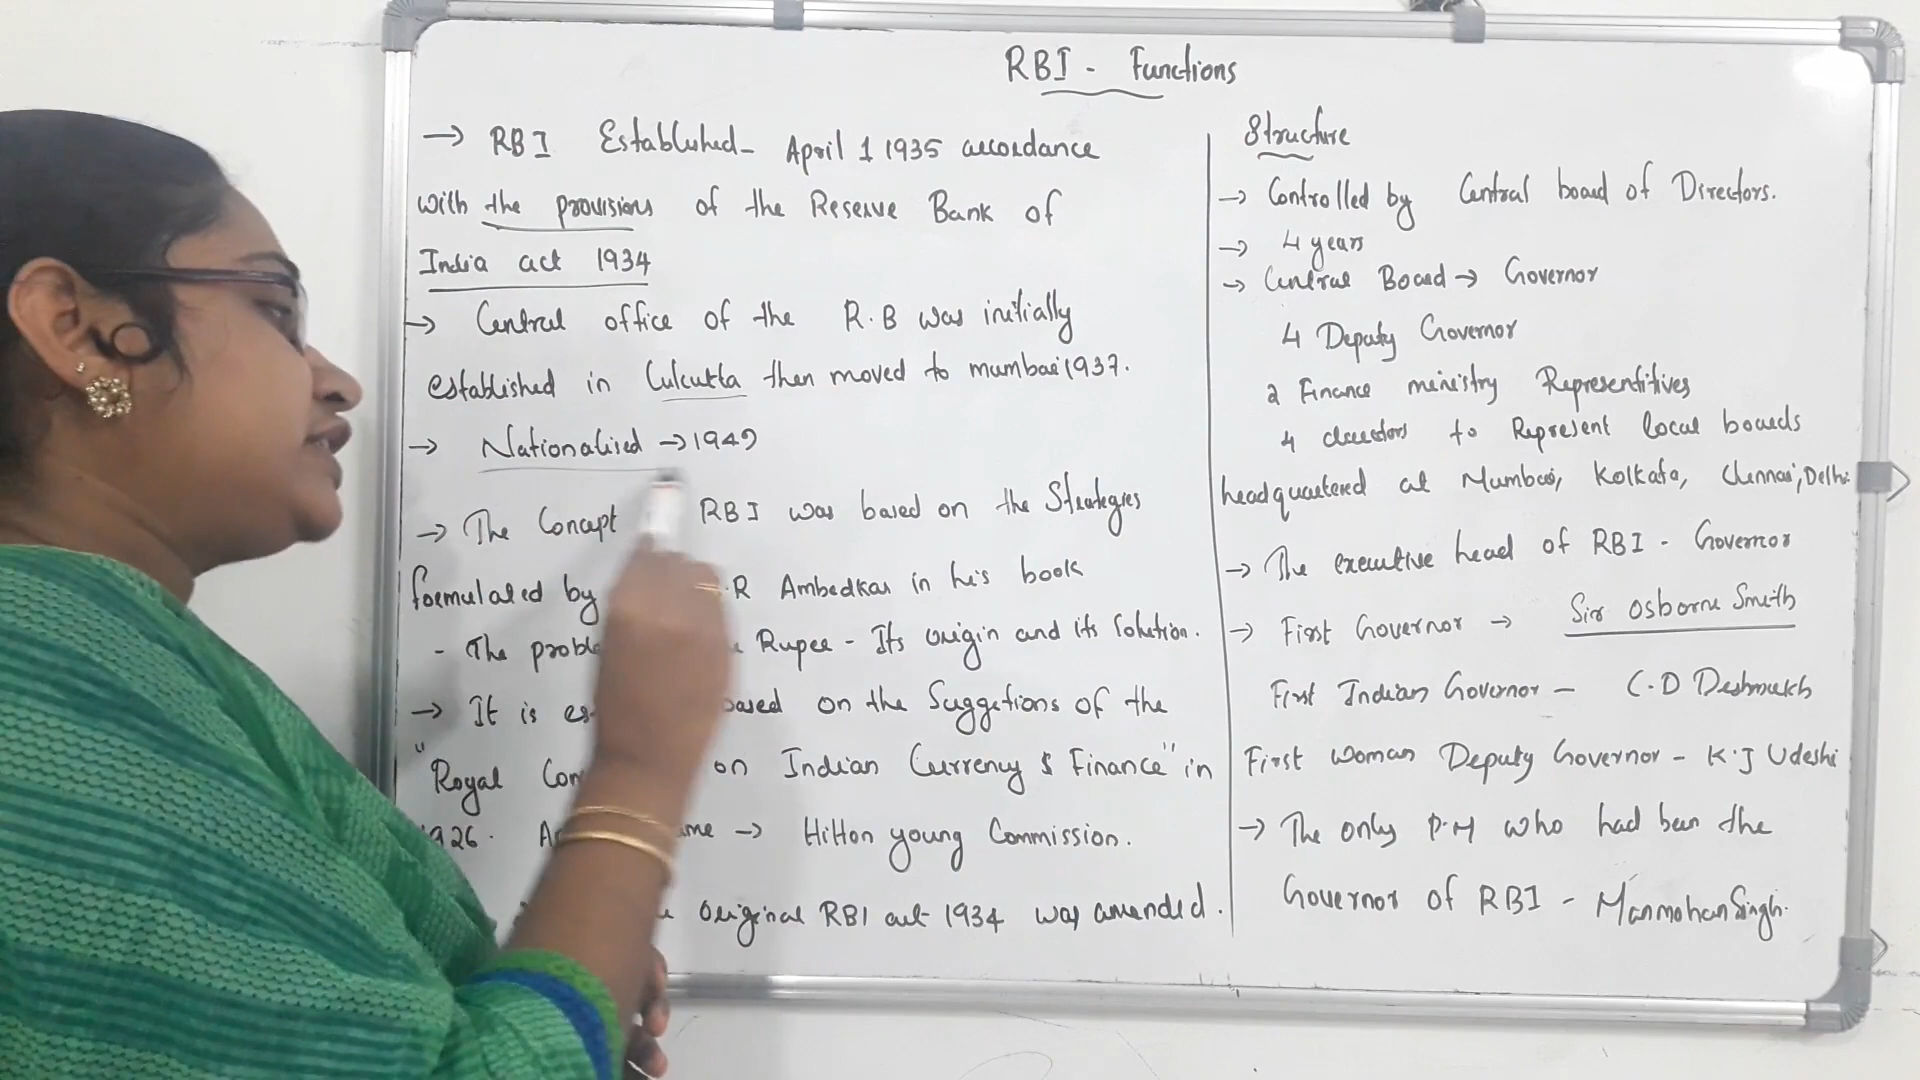 RBI - Functions
→ RBI Established - April 1 1935 accordance
with the provisions of the Reserve Bank of
India act 1934
→ Central office of the R.B was initially
established in Culcutta then moved to mumbai 1937.
→ Nationalised → 1949
→ The Concept RBI was based on the Strategies
formulated by R Ambedkar in his book
- The Rupee - Its origin and its Solution.
→ It is on the Suggetions of the
"Royal on Indian Currency & Finance" in
→ Hilton young Commission.
original RBI act 1934 was amended.
Structure
→ Controlled by Central board of Directors.
→ 4 years
→ Central Board → Governor
4 Deputy Governor
2 Finance ministry Representitives
4 directors to Represent local boards
headquartered at Mumbai, Kolkata, Chennai, Delhi
→ The executive head of RBI - Governor
→ First Governor → Sir Osborne Smith
First Indian Governor - C.D Deshmukh
First Woman Deputy Governor - K.J Udeshi
→ The only P.M who had been the
Governor of RBI - Manmohan Singh.